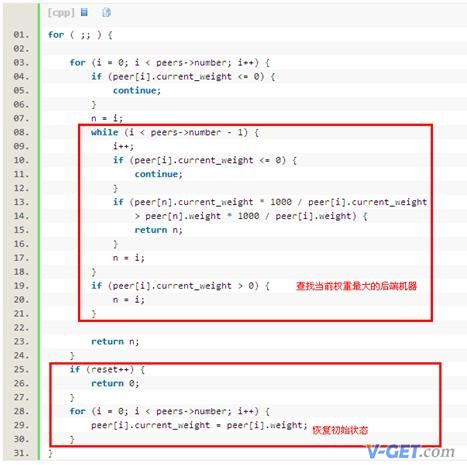 [cpp]
01. for ( ;; ) {
02.
03. for (i = 0; i < peers->number; i++) {
04. if (peer[i].current_weight <= 0) {
05. continue;
06. }
07. n = i;
08. while (i < peers->number - 1) {
09. i++;
10. if (peer[i].current_weight <= 0) {
11. continue;
12. }
13. if (peer[n].current_weight * 1000 / peer[i].current_weight
14. > peer[n].weight * 1000 / peer[i].weight) {
15. return n;
16. }
17. n = i;
18. }
19. if (peer[i].current_weight > 0) { 查找当前权重最大的后端机器
20. n = i;
21. }
22.
23. return n;
24. }
25. if (reset++) {
26. return 0;
27. }
28. for (i = 0; i < peers->number; i++) {
29. peer[i].current_weight = peer[i].weight; 恢复初始状态
30. }
31. }
V-GET.com